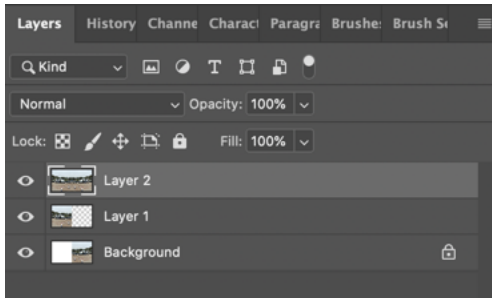 Layers History Channe Charact Paragra Brushe: Brush Se
Kind
T
Normal Opacity: 100%
Lock: Fill: 100%
Layer 2
Layer 1
Background